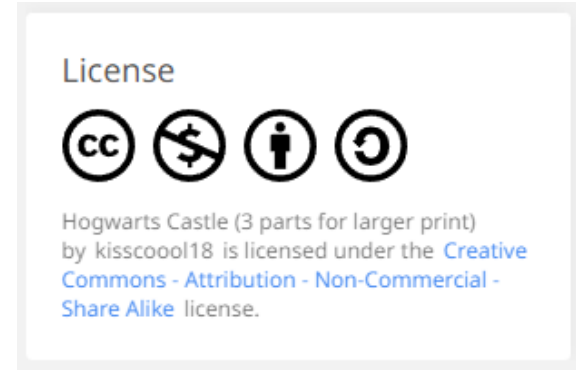 License
cc $
Hogwarts Castle (3 parts for larger print)
by kisscoool18 is licensed under the Creative
Commons - Attribution - Non-Commercial -
Share Alike license.